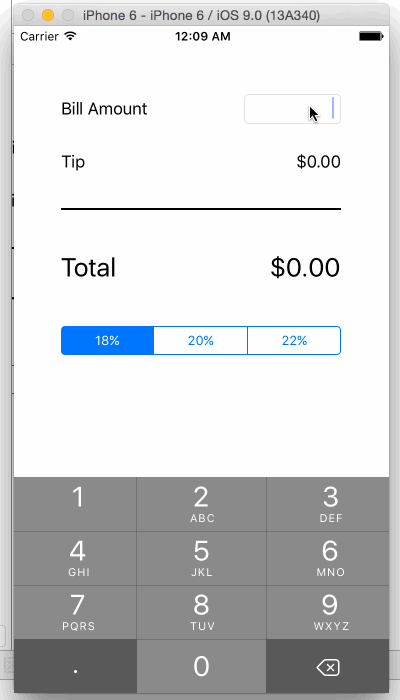 iPhone 6 - iPhone 6 / iOS 9.0 (13A340)
Carrier 12:09 AM
Bill Amount
Tip $0.00
Total $0.00
18% 20% 22%
1 2 3
ABC DEF
4 5 6
GHI JKL MNO
7 8 9
PQRS TUV WXYZ
. 0